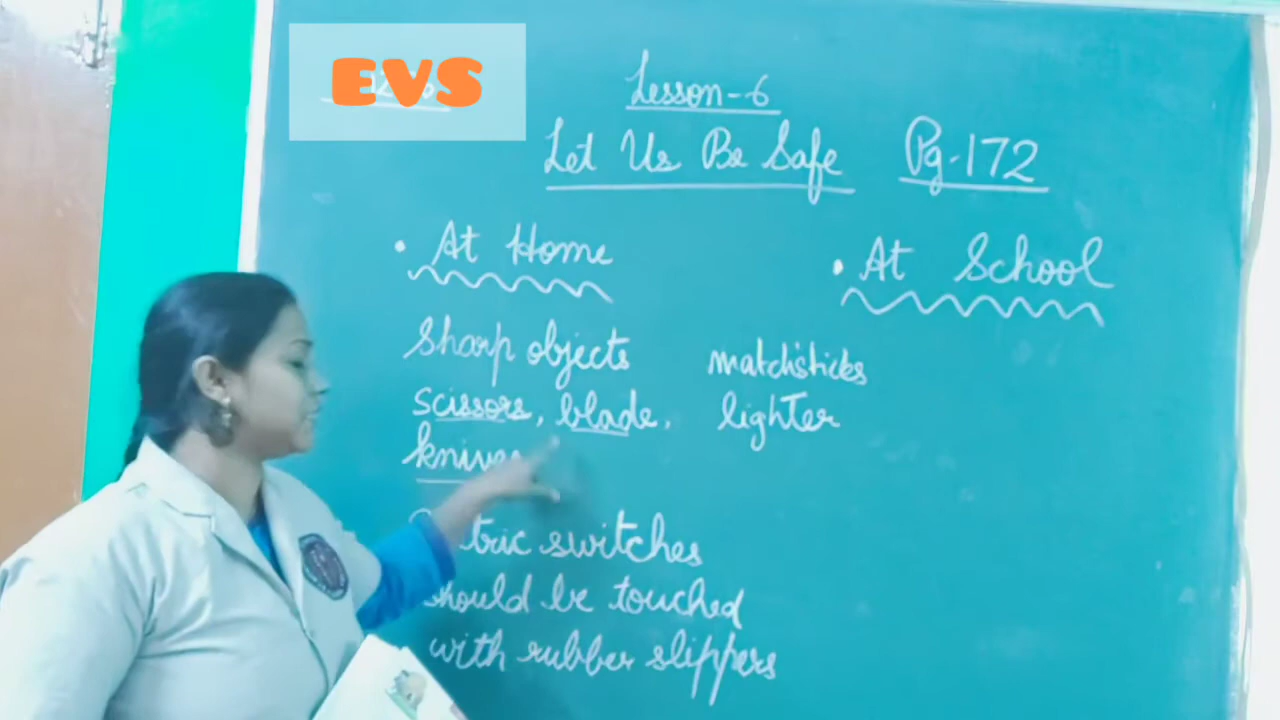 EVS
Lesson-6
Let Us Be Safe Pg-172
• At Home
• At School
Sharp objects
scissors, blade,
knives
matchsticks
lighter
switches
should be touched
with rubber slippers